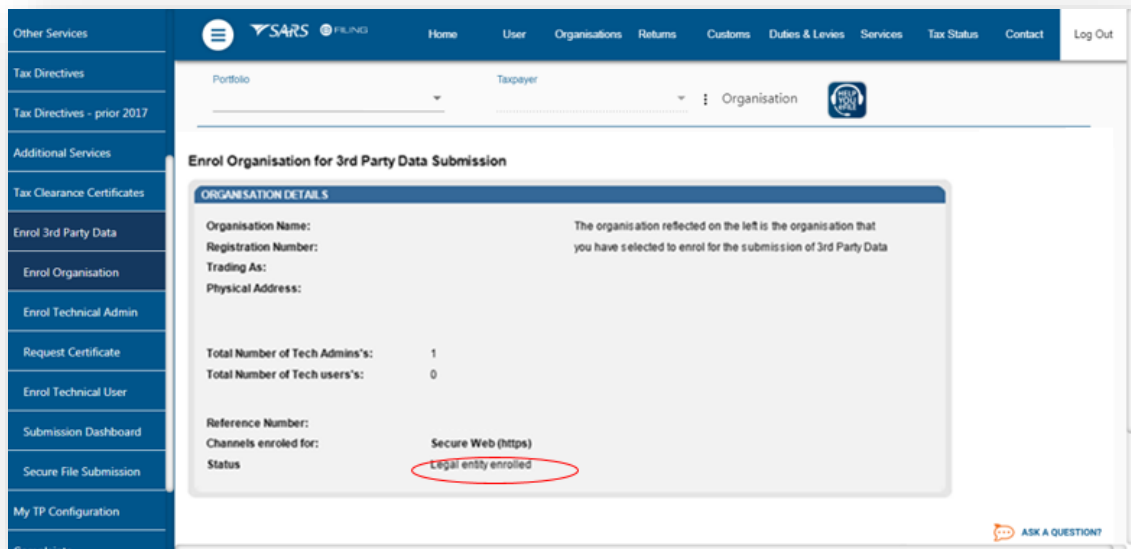 Other Services
SARS eFILING
Home User Organisations Returns Customs Duties & Levies Services Tax Status Contact Log Out
Tax Directives
Tax Directives - prior 2017
Additional Services
Tax Clearance Certificates
Enrol 3rd Party Data
Enrol Organisation
Enrol Technical Admin
Request Certificate
Enrol Technical User
Submission Dashboard
Secure File Submission
My TP Configuration
Portfolio
Taxpayer
Organisation
HELP YOU eFILE
Enrol Organisation for 3rd Party Data Submission
ORGANISATION DETAILS
Organisation Name: The organisation reflected on the left is the organisation that
Registration Number: you have selected to enrol for the submission of 3rd Party Data
Trading As:
Physical Address:
Total Number of Tech Admins's: 1
Total Number of Tech users's: 0
Reference Number:
Channels enroled for: Secure Web (https)
Status Legal entity enrolled
ASK A QUESTION?